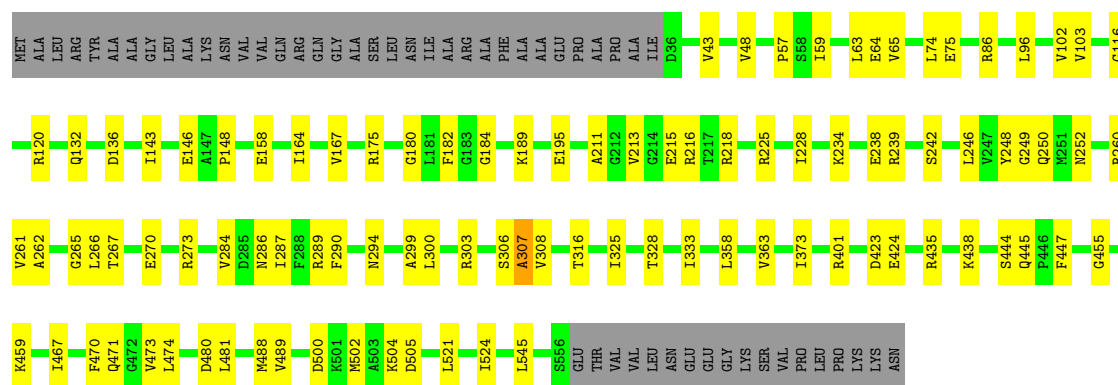 MET ALA LEU ARG TYR ALA ALA GLY LEU ALA LYS ASN VAL VAL GLN ARG GLN GLY ALA SER LEU ASN ILE ALA ARG ALA PHE ALA ALA GLU PRO ALA PRO ALA ILE D36 V43 V48 P57 S58 I59 L63 E64 V65 L74 E75 R86 L96 V102 V103 G116
R120 Q132 D136 I143 E146 A147 P148 E158 I164 V167 R175 G180 L181 F182 G183 G184 K189 E195 A211 G212 V213 G214 E215 R216 T217 R218 R225 I228 K234 E238 R239 S242 L246 V247 Y248 G249 Q250 M251 N252
V261 A262 G265 L266 T267 E270 R273 V284 D285 N286 I287 F288 R289 F290 N294 A299 L300 R303 S306 A307 V308 T316 I325 T328 I333 L358 V363 I373 R401 D423 E424 R435 K438 S444 Q445 P446 F447 G455
K459 I467 F470 Q471 G472 V473 L474 D480 L481 M488 V489 D500 K501 M502 A503 K504 D505 L521 I524 L545 S556 GLU THR VAL VAL LEU ASN GLU GLU GLY LYS SER VAL PRO LEU PRO LYS LYS ASN